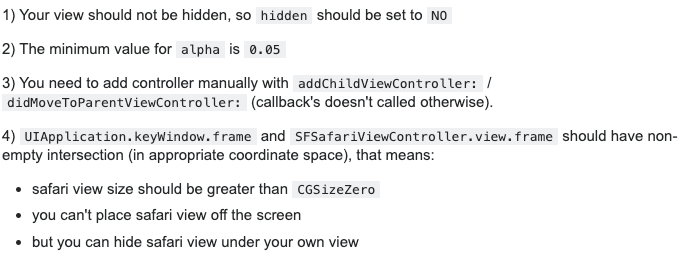 1) Your view should not be hidden, so hidden should be set to NO
2) The minimum value for alpha is 0.05
3) You need to add controller manually with addChildViewController: /
didMoveToParentViewController: (callback's doesn't called otherwise).
4) UIApplication.keyWindow.frame and SFSafariViewController.view.frame should have non-
empty intersection (in appropriate coordinate space), that means:
• safari view size should be greater than CGSizeZero
• you can't place safari view off the screen
• but you can hide safari view under your own view